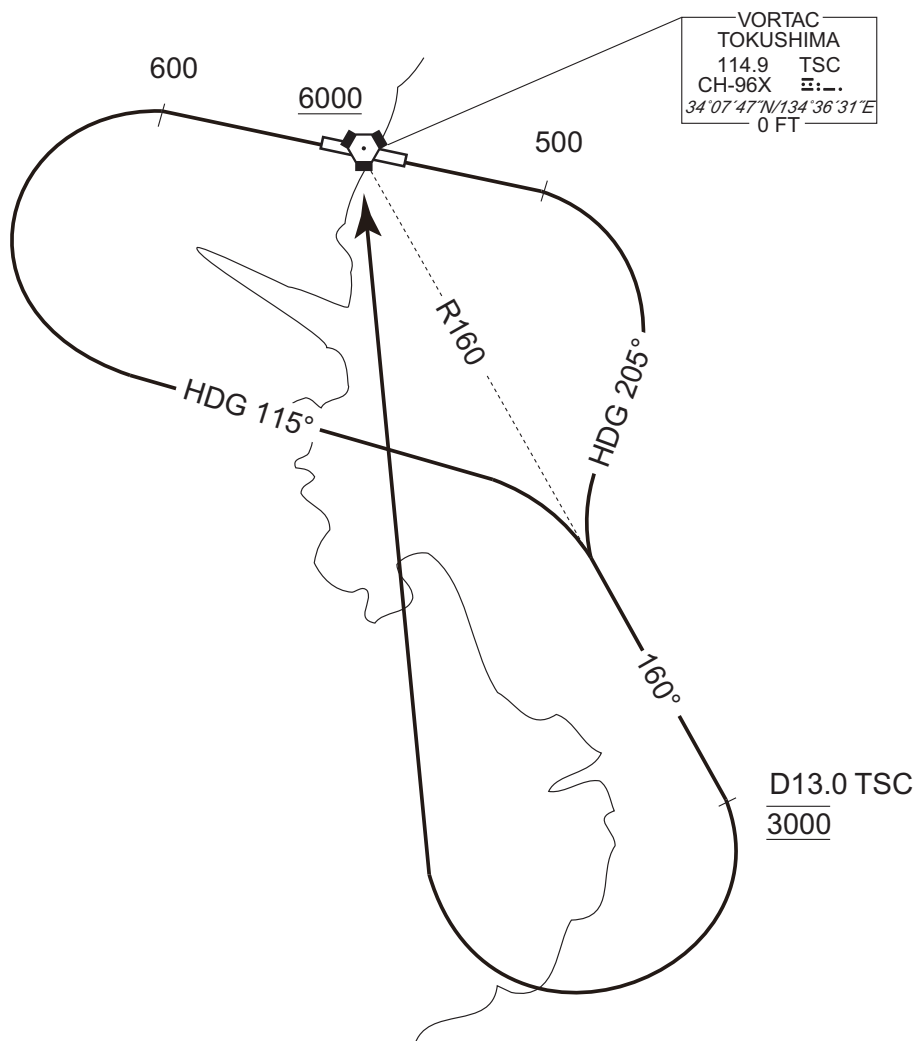 VORTAC
TOKUSHIMA
114.9 TSC
CH-96X
34°07′47″N/134°36′31″E
0 FT
600
6000
500
R160
HDG 205°
HDG 115°
160°
D13.0 TSC
3000